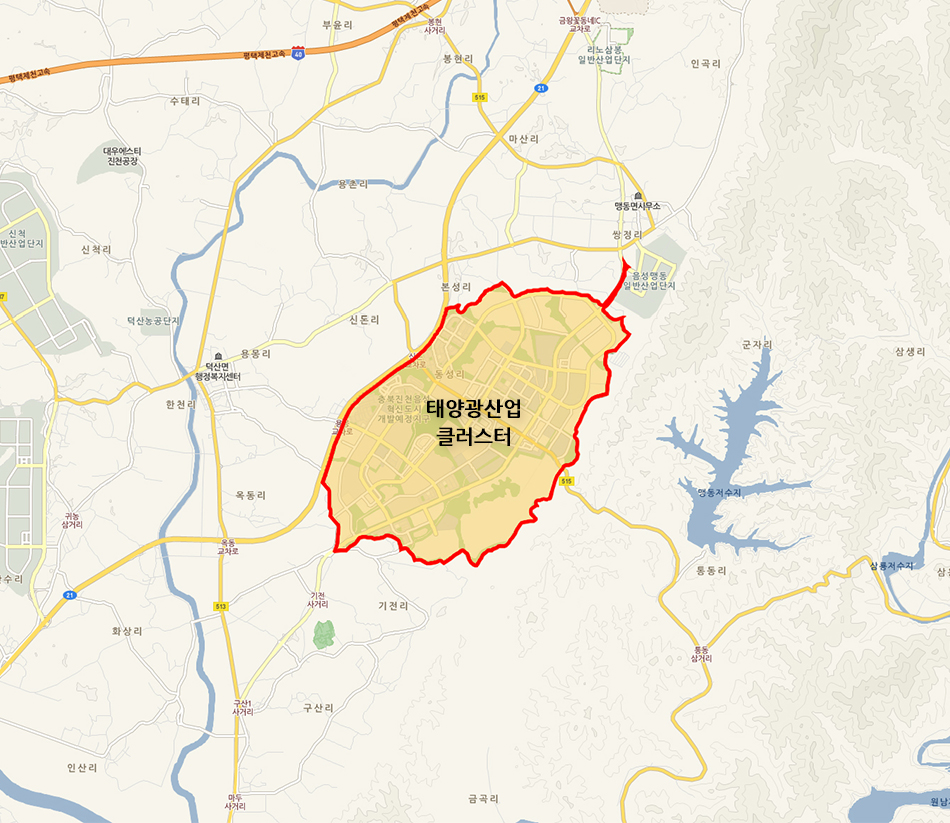 금왕꽃동네IC
교차로
평택제천고속
봉현
사거리
부윤리
리노삼봉
일반산업단지
평택제천고속
40
봉현리
인곡리
평택제천고속
21
515
수태리
마산리
대우에스티
진천공장
용촌리
맹동면사무소
쌍정리
신척
반산업단지
신척리
음성맹동
일반산업단지
본성리
덕산농공단지
신돈리
군자리
용몽리
삼생리
덕산면
행정복지센터
동성리
충북진천음성
혁신도시
개발예정지구
한천리
태양광산업
클러스터
515
옥동리
맹동저수지
귀농
삼거리
옥동
교차로
삼룡저수지
통동리
21
기전
사거리
513
기전리
화상리
통동
삼거리
구산1
사거리
구산리
인산리
마두
사거리
금곡리